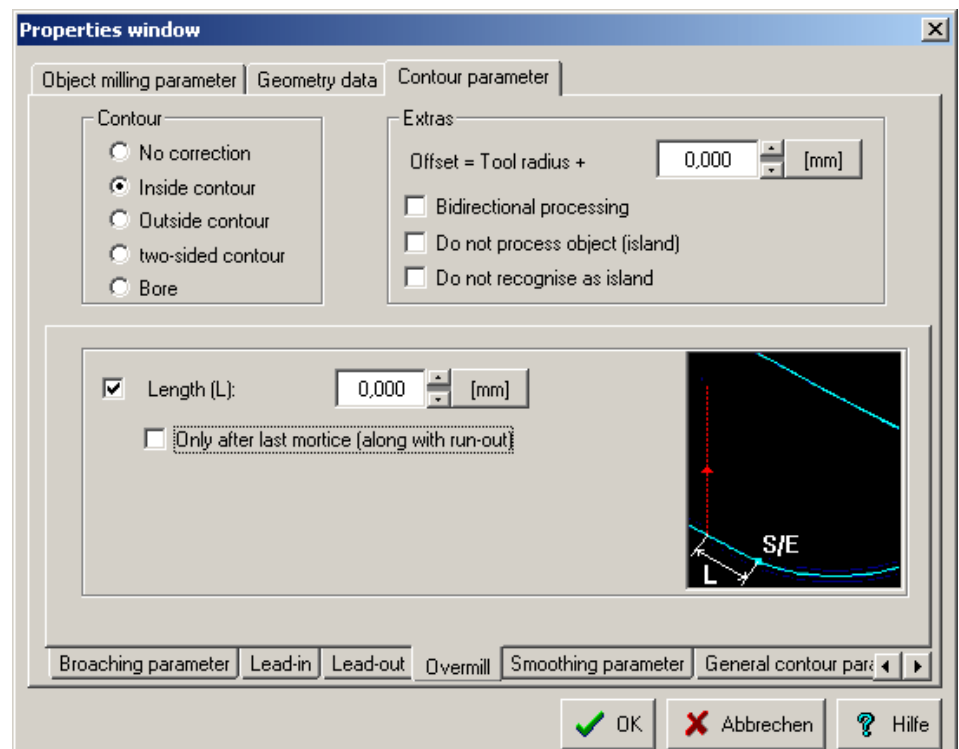 Properties window
Object milling parameter Geometry data Contour parameter
Contour
No correction
Inside contour
Outside contour
two-sided contour
Bore
Extras
Offset = Tool radius + 0,000 [mm]
Bidirectional processing
Do not process object (island)
Do not recognise as island
Length (L): 0,000 [mm]
Only after last mortice (along with run-out)
S/E
L
Broaching parameter Lead-in Lead-out Overmill Smoothing parameter General contour para
OK Abbrechen Hilfe